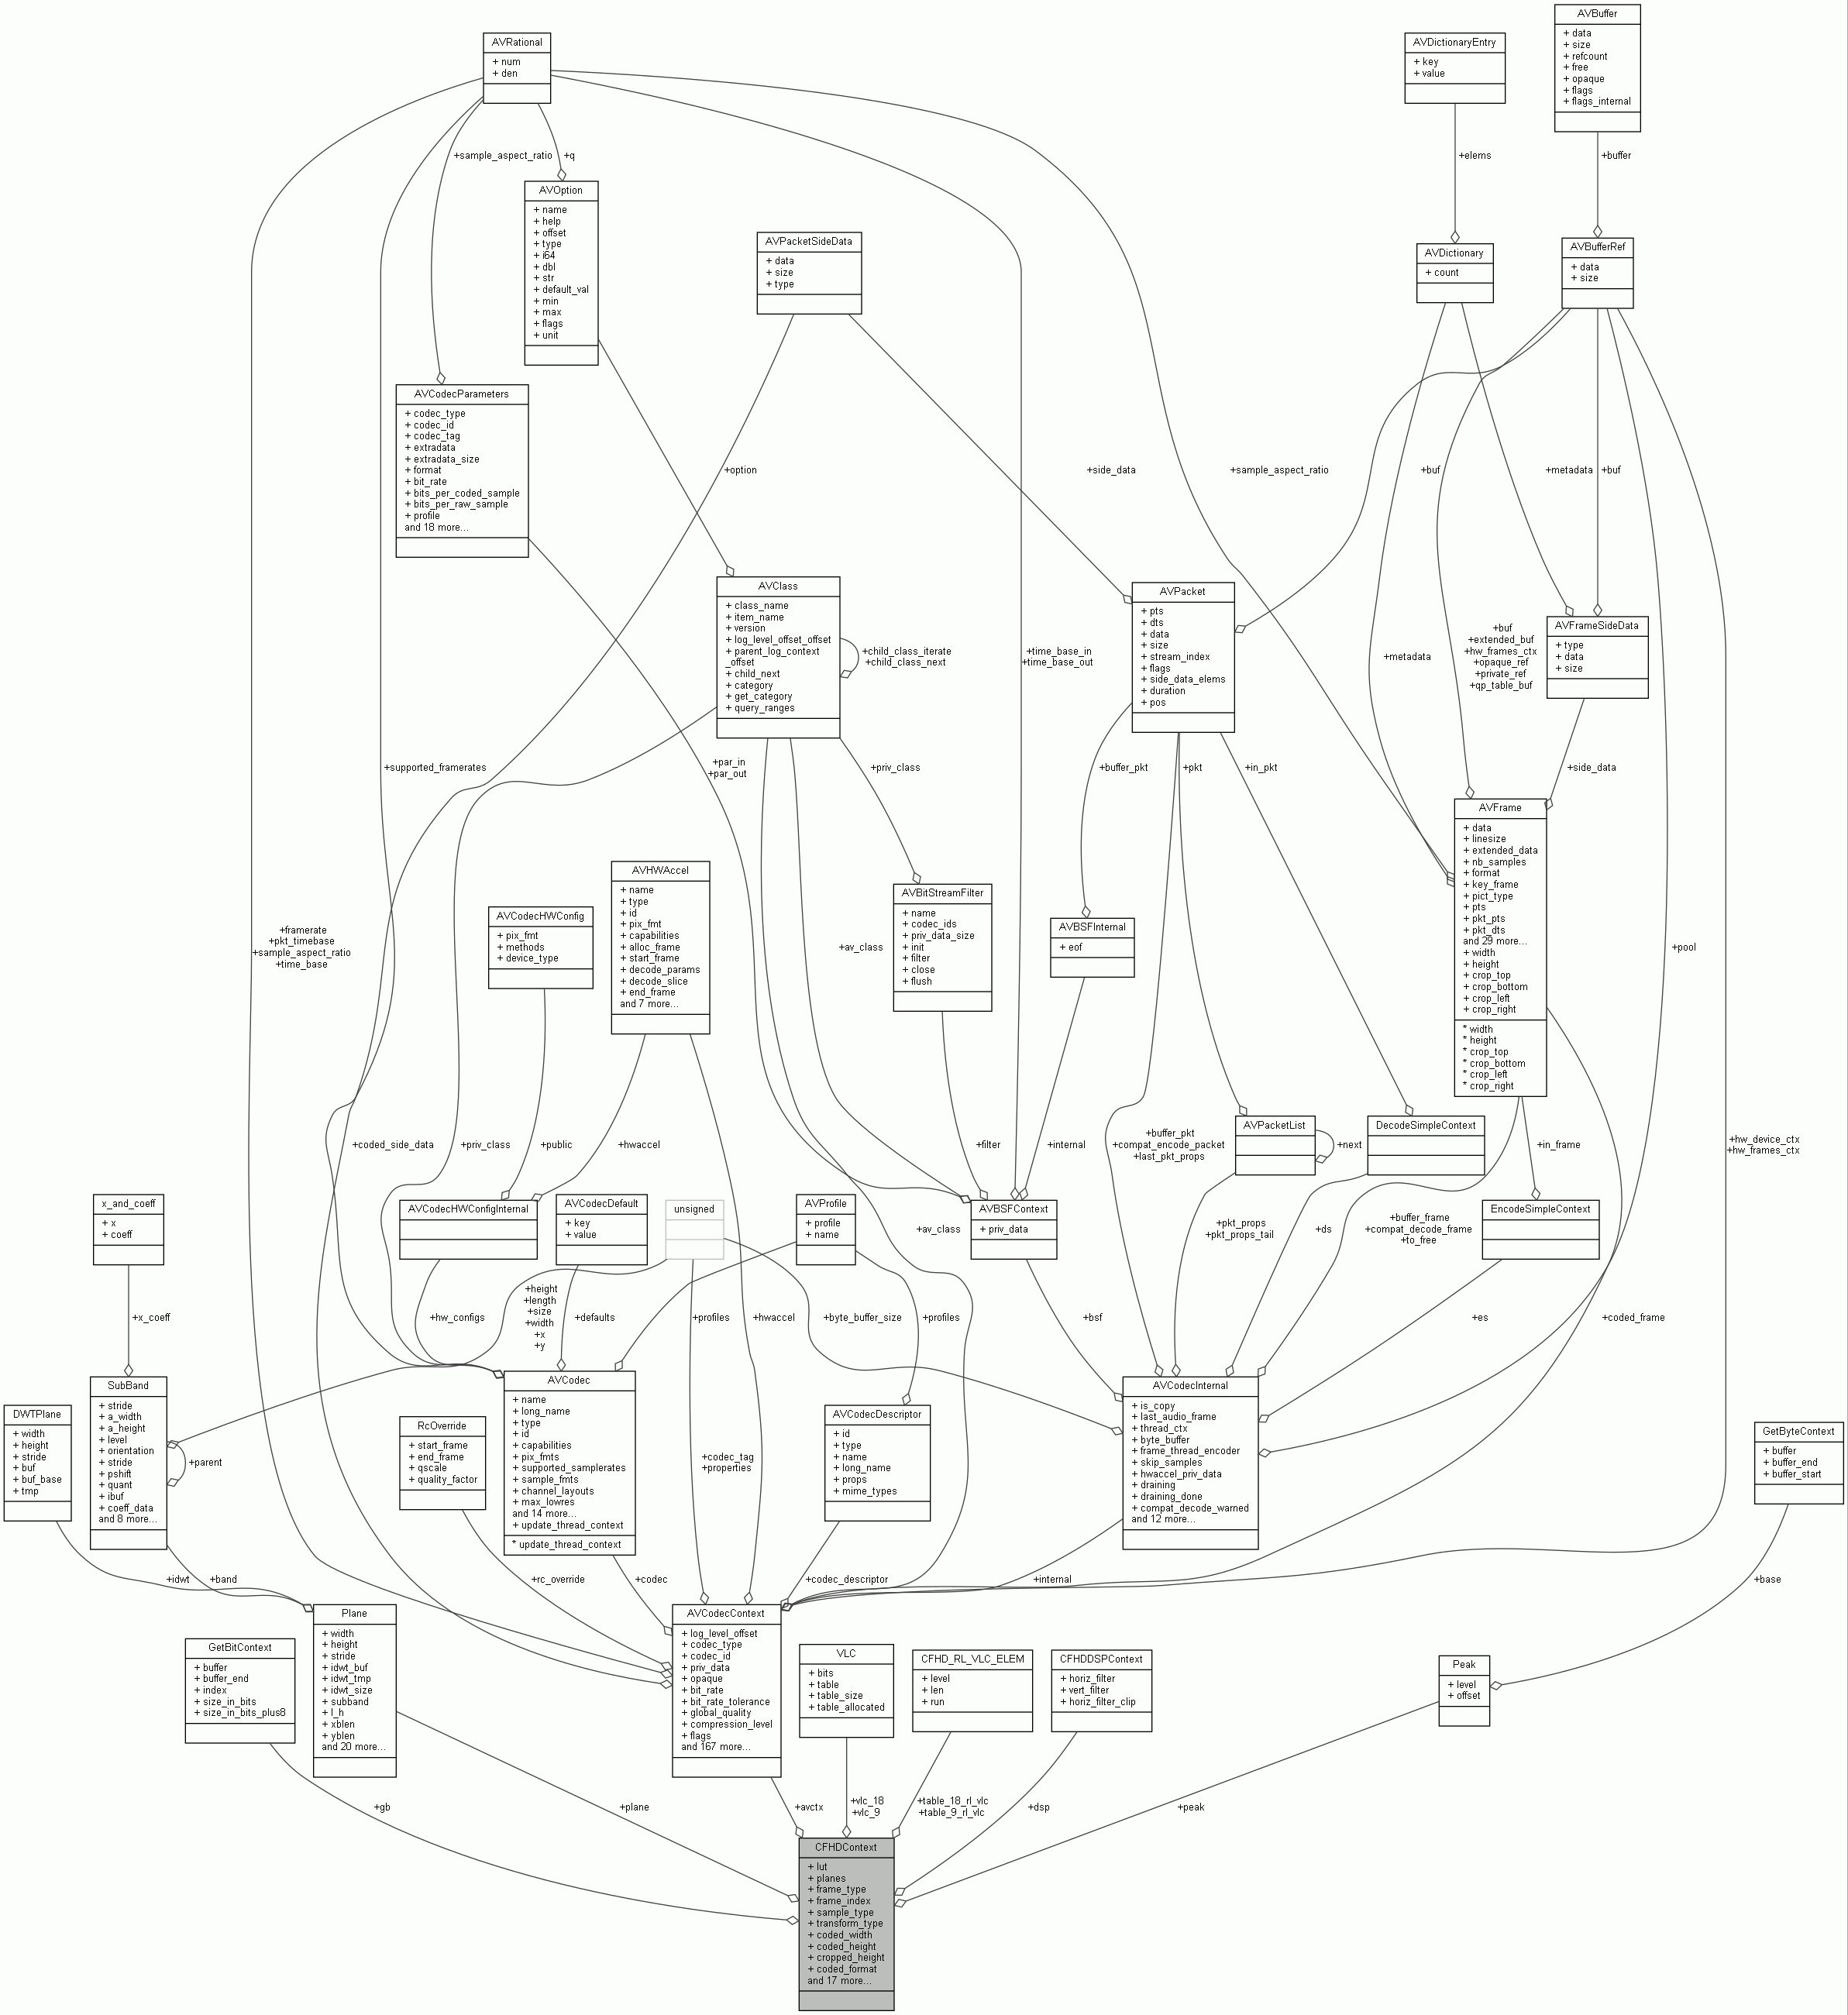 AVBuffer
+ data
+ size
+ refcount
+ free
+ opaque
+ flags
+ flags_internal
AVRational
+ num
+ den
AVDictionaryEntry
+ key
+ value
+sample_aspect_ratio
+q
+elems
+buffer
AVOption
+ name
+ help
+ offset
+ type
+ i64
+ dbl
+ str
+ default_val
+ min
+ max
+ flags
+ unit
AVPacketSideData
+ data
+ size
+ type
AVDictionary
+ count
AVBufferRef
+ data
+ size
AVCodecParameters
+ codec_type
+ codec_id
+ codec_tag
+ extradata
+ extradata_size
+ format
+ bit_rate
+ bits_per_coded_sample
+ bits_per_raw_sample
+ profile
and 18 more...
+option
+side_data
+sample_aspect_ratio
+buf
+metadata
+buf
AVClass
+ class_name
+ item_name
+ version
+ log_level_offset_offset
+ parent_log_context
_offset
+ child_next
+ category
+ get_category
+ query_ranges
+child_class_iterate
+child_class_next
+time_base_in
+time_base_out
AVPacket
+ pts
+ dts
+ data
+ size
+ stream_index
+ flags
+ side_data_elems
+ duration
+ pos
+metadata
+buf
+extended_buf
+hw_frames_ctx
+opaque_ref
+private_ref
+qp_table_buf
AVFrameSideData
+ type
+ data
+ size
+supported_framerates
+par_in
+par_out
+priv_class
+buffer_pkt
+pkt
+in_pkt
+side_data
AVFrame
+ data
+ linesize
+ extended_data
+ nb_samples
+ format
+ key_frame
+ pict_type
+ pts
+ pkt_pts
+ pkt_dts
and 29 more...
+ width
+ height
+ crop_top
+ crop_bottom
+ crop_left
+ crop_right
* width
* height
* crop_top
* crop_bottom
* crop_left
* crop_right
AVHWAccel
+ name
+ type
+ id
+ pix_fmt
+ capabilities
+ alloc_frame
+ start_frame
+ decode_params
+ decode_slice
+ end_frame
and 7 more...
AVCodecHWConfig
+ pix_fmt
+ methods
+ device_type
+framerate
+pkt_timebase
+sample_aspect_ratio
+time_base
+av_class
AVBitStreamFilter
+ name
+ codec_ids
+ priv_data_size
+ init
+ filter
+ close
+ flush
AVBSFInternal
+ eof
+pool
+coded_side_data
+priv_class
+public
+hwaccel
+filter
+internal
+buffer_pkt
+compat_encode_packet
+last_pkt_props
AVPacketList
+next
DecodeSimpleContext
+in_frame
+hw_device_ctx
+hw_frames_ctx
x_and_coeff
+ x
+ coeff
AVCodecHWConfigInternal
AVCodecDefault
+ key
+ value
unsigned
AVProfile
+ profile
+ name
+av_class
AVBSFContext
+ priv_data
+pkt_props
+pkt_props_tail
+ds
+buffer_frame
+compat_decode_frame
+to_free
EncodeSimpleContext
+x_coeff
+hw_configs
+height
+length
+size
+width
+x
+y
+defaults
+profiles
+hwaccel
+byte_buffer_size
+profiles
+bsf
+es
+coded_frame
SubBand
+ stride
+ a_width
+ a_height
+ level
+ orientation
+ stride
+ pshift
+ quant
+ ibuf
+ coeff_data
and 8 more...
+parent
DWTPlane
+ width
+ height
+ stride
+ buf
+ buf_base
+ tmp
RcOverride
+ start_frame
+ end_frame
+ qscale
+ quality_factor
AVCodec
+ name
+ long_name
+ type
+ id
+ capabilities
+ pix_fmts
+ supported_samplerates
+ sample_fmts
+ channel_layouts
+ max_lowres
and 14 more...
+ update_thread_context
* update_thread_context
+codec_tag
+properties
AVCodecDescriptor
+ id
+ type
+ name
+ long_name
+ props
+ mime_types
AVCodecInternal
+ is_copy
+ last_audio_frame
+ thread_ctx
+ byte_buffer
+ frame_thread_encoder
+ skip_samples
+ hwaccel_priv_data
+ draining
+ draining_done
+ compat_decode_warned
and 12 more...
GetByteContext
+ buffer
+ buffer_end
+ buffer_start
+idwt
+band
+rc_override
+codec
+codec_descriptor
+internal
+base
GetBitContext
+ buffer
+ buffer_end
+ index
+ size_in_bits
+ size_in_bits_plus8
Plane
+ width
+ height
+ stride
+ idwt_buf
+ idwt_tmp
+ idwt_size
+ subband
+ l_h
+ xblen
+ yblen
and 20 more...
AVCodecContext
+ log_level_offset
+ codec_type
+ codec_id
+ priv_data
+ opaque
+ bit_rate
+ bit_rate_tolerance
+ global_quality
+ compression_level
+ flags
and 167 more...
VLC
+ bits
+ table
+ table_size
+ table_allocated
CFHD_RL_VLC_ELEM
+ level
+ len
+ run
CFHDDSPContext
+ horiz_filter
+ vert_filter
+ horiz_filter_clip
Peak
+ level
+ offset
+gb
+plane
+avctx
+vlc_18
+vlc_9
+table_18_rl_vlc
+table_9_rl_vlc
+dsp
+peak
CFHDContext
+ lut
+ planes
+ frame_type
+ frame_index
+ sample_type
+ transform_type
+ coded_width
+ coded_height
+ cropped_height
+ coded_format
and 17 more...